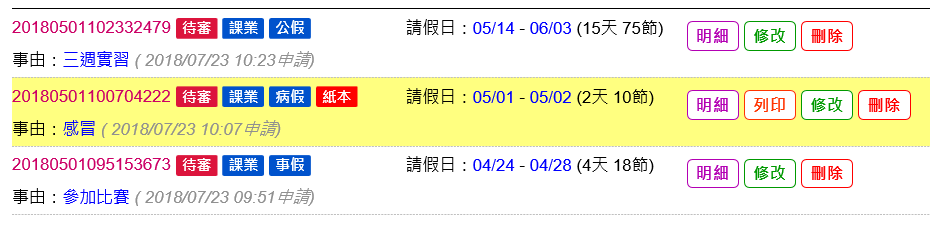 20180501102332479 待審 課業 公假 請假日：05/14 - 06/03 (15天 75節) 明細 修改 刪除
事由：三週實習 ( 2018/07/23 10:23申請)
20180501100704222 待審 課業 病假 紙本 請假日：05/01 - 05/02 (2天 10節) 明細 列印 修改 刪除
事由：感冒 ( 2018/07/23 10:07申請)
20180501095153673 待審 課業 事假 請假日：04/24 - 04/28 (4天 18節) 明細 修改 刪除
事由：參加比賽 ( 2018/07/23 09:51申請)